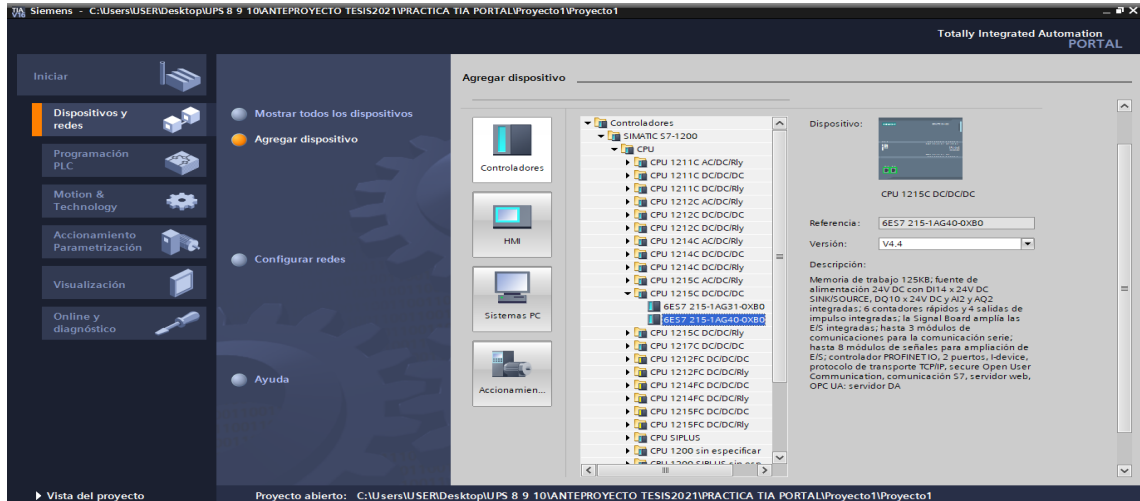 Siemens - C:\Users\USER\Desktop\UPS 8 9 10\ANTEPROYECTO TESIS2021\PRACTICA TIA PORTAL\Proyecto1\Proyecto1
Totally Integrated Automation
PORTAL
Iniciar
Dispositivos y
redes
Programación
PLC
Motion &
Technology
Accionamiento
Parametrización
Visualización
Online y
diagnóstico
Mostrar todos los dispositivos
Agregar dispositivo
Configurar redes
Ayuda
Agregar dispositivo
Controladores
HMI
Sistemas PC
Accionamien...
Controladores
SIMATIC S7-1200
CPU
CPU 1211C AC/DC/Rly
CPU 1211C DC/DC/DC
CPU 1211C DC/DC/Rly
CPU 1212C AC/DC/Rly
CPU 1212C DC/DC/DC
CPU 1212C DC/DC/Rly
CPU 1214C AC/DC/Rly
CPU 1214C DC/DC/DC
CPU 1214C DC/DC/Rly
CPU 1215C AC/DC/Rly
CPU 1215C DC/DC/DC
6ES7 215-1AG31-0XB0
6ES7 215-1AG40-0XB0
CPU 1215C DC/DC/Rly
CPU 1217C DC/DC/DC
CPU 1212FC DC/DC/DC
CPU 1212FC DC/DC/Rly
CPU 1214FC DC/DC/DC
CPU 1214FC DC/DC/Rly
CPU 1215FC DC/DC/DC
CPU 1215FC DC/DC/Rly
CPU SIPLUS
CPU 1200 sin especificar
Dispositivo:
CPU 1215C DC/DC/DC
Referencia:
6ES7 215-1AG40-0XB0
Versión:
V4.4
Descripción:
Memoria de trabajo 125KB; fuente de
alimentación 24V DC con DI14 x 24V DC
SINK/SOURCE, DQ10 x 24V DC y AI2 y AQ2
integradas; 6 contadores rápidos y 4 salidas de
impulso integradas; la Signal Board amplía las
E/S integradas; hasta 3 módulos de
comunicaciones para la comunicación serie;
hasta 8 módulos de señales para ampliación de
E/S; controlador PROFINET IO, 2 puertos, I-device,
protocolo de transporte TCP/IP, secure Open User
Communication, comunicación S7, servidor web,
OPC UA: servidor DA
Vista del proyecto
Proyecto abierto: C:\Users\USER\Desktop\UPS 8 9 10\ANTEPROYECTO TESIS2021\PRACTICA TIA PORTAL\Proyecto1\Proyecto1